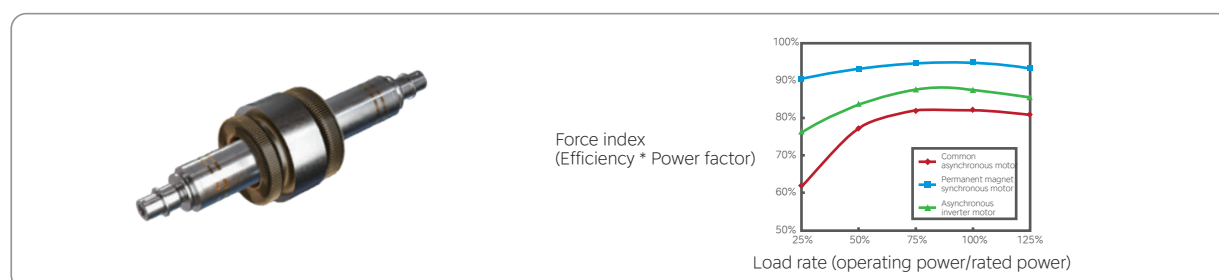 Force index
(Efficiency * Power factor)
100%
90%
80%
70%
60%
50%
Common
asynchronous motor
Permanent magnet
synchronous motor
Asynchronous
inverter motor
25%
50%
75%
100%
125%
Load rate (operating power/rated power)